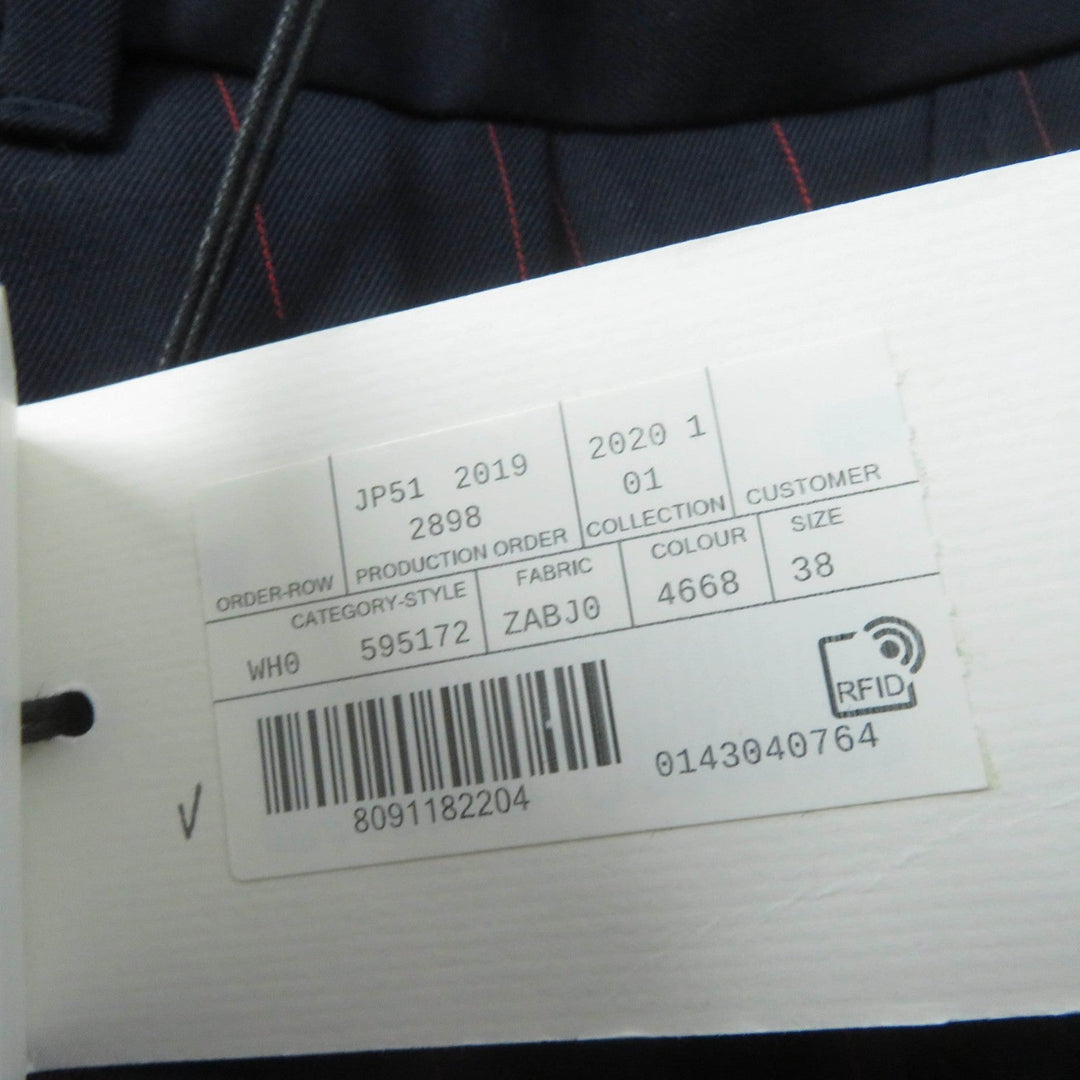 JP51 2019 2020 1
2898 01
ORDER-ROW PRODUCTION ORDER COLLECTION CUSTOMER
CATEGORY-STYLE FABRIC COLOUR SIZE
WH0 595172 ZABJ0 4668 38
RFID
8091182204 0143040764